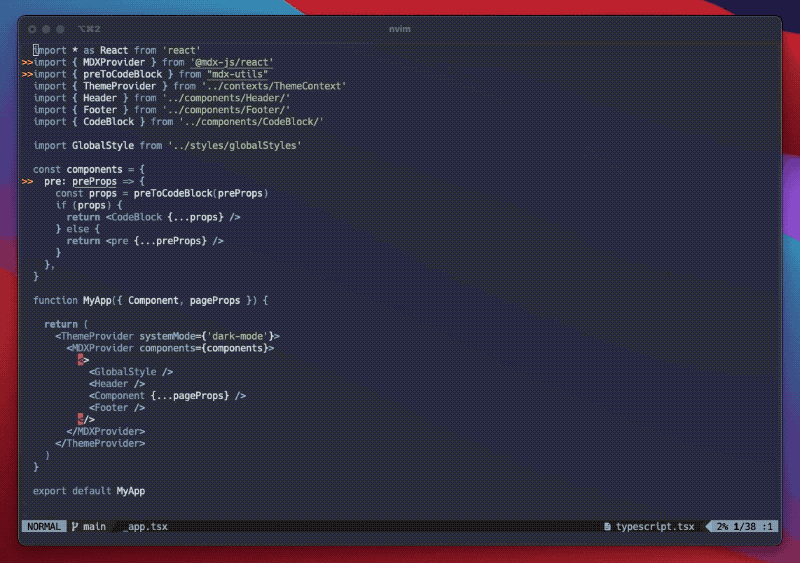 ⌥⌘2
nvim
import * as React from 'react'
>>import { MDXProvider } from '@mdx-js/react'
>>import { preToCodeBlock } from "mdx-utils"
import { ThemeProvider } from '../contexts/ThemeContext'
import { Header } from '../components/Header/'
import { Footer } from '../components/Footer/'
import { CodeBlock } from '../components/CodeBlock/'
import GlobalStyle from '../styles/globalStyles'
const components = {
>>  pre: preProps => {
    const props = preToCodeBlock(preProps)
    if (props) {
      return <CodeBlock {...props} />
    } else {
      return <pre {...preProps} />
    }
  },
}
function MyApp({ Component, pageProps }) {
  return (
    <ThemeProvider systemMode={'dark-mode'}>
      <MDXProvider components={components}>
        <>
          <GlobalStyle />
          <Header />
          <Component {...pageProps} />
          <Footer />
        </>
      </MDXProvider>
    </ThemeProvider>
  )
}
export default MyApp
NORMAL main _app.tsx typescript.tsx 2% 1/38 :1